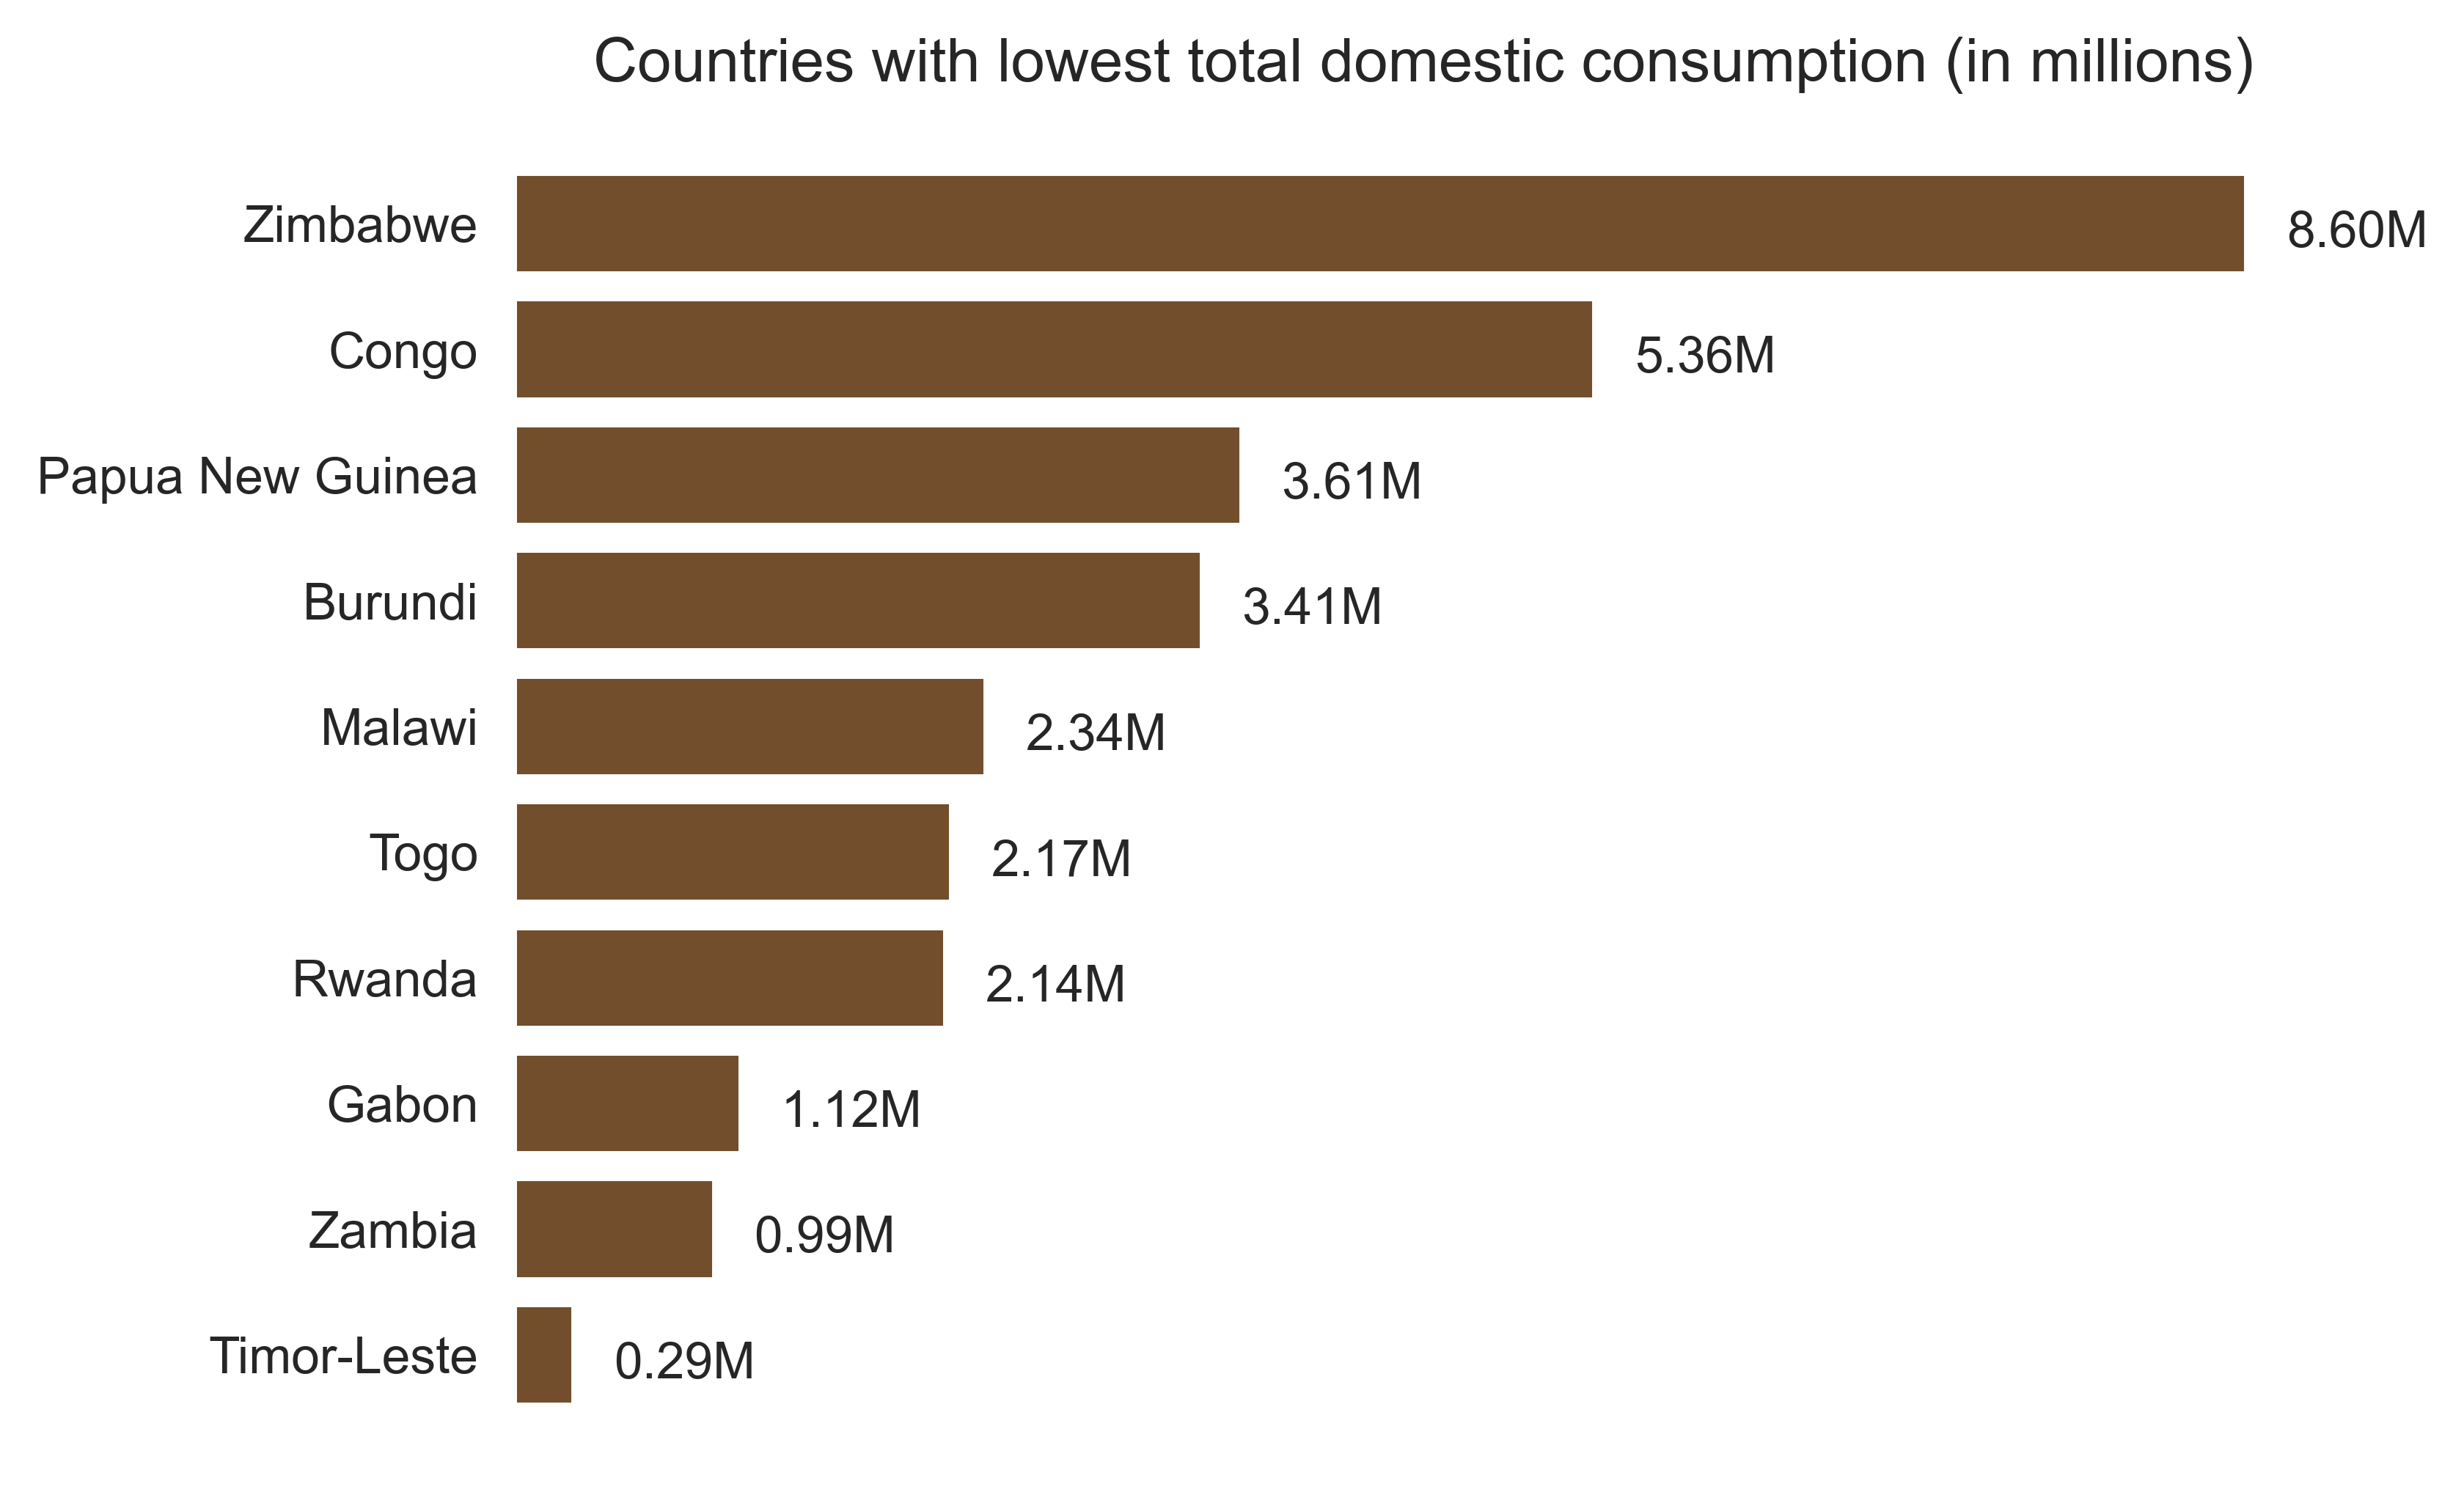 Countries with lowest total domestic consumption (in millions)
Zimbabwe 8.60M
Congo 5.36M
Papua New Guinea 3.61M
Burundi 3.41M
Malawi 2.34M
Togo 2.17M
Rwanda 2.14M
Gabon 1.12M
Zambia 0.99M
Timor-Leste 0.29M